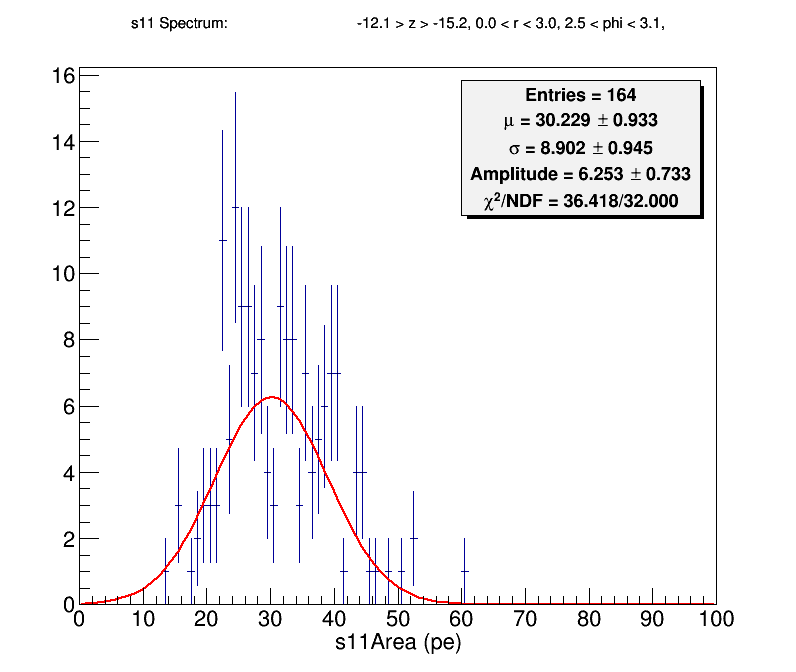 s11 Spectrum: -12.1 > z > -15.2, 0.0 < r < 3.0, 2.5 < phi < 3.1,
Entries = 164
μ = 30.229 ± 0.933
σ = 8.902 ± 0.945
Amplitude = 6.253 ± 0.733
χ²/NDF = 36.418/32.000
16
14
12
10
8
6
4
2
0
0 10 20 30 40 50 60 70 80 90 100
s11Area (pe)